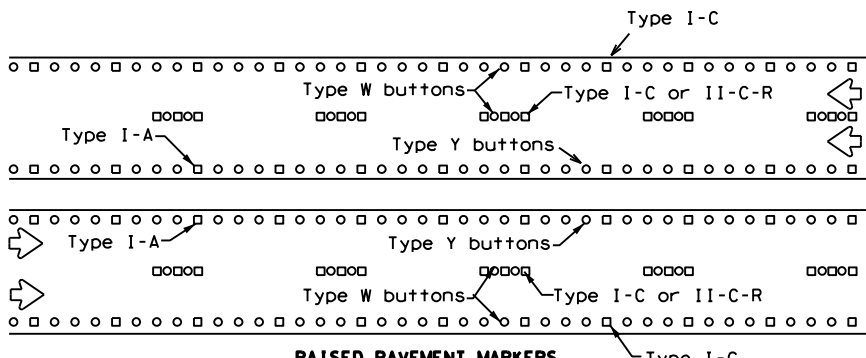 Type I-C
Type W buttons
Type I-C or II-C-R
Type I-A
Type Y buttons
Type I-A
Type Y buttons
Type W buttons
Type I-C or II-C-R
RAISED PAVEMENT MARKERS
Type I-C